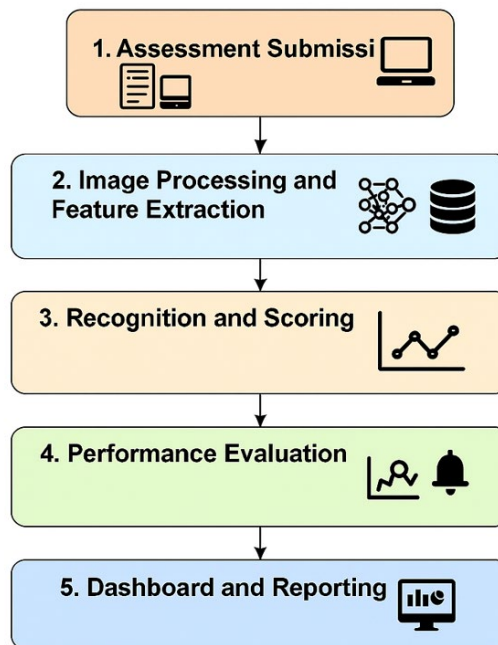 1. Assessment Submissi
2. Image Processing and
Feature Extraction
3. Recognition and Scoring
4. Performance Evaluation
5. Dashboard and Reporting